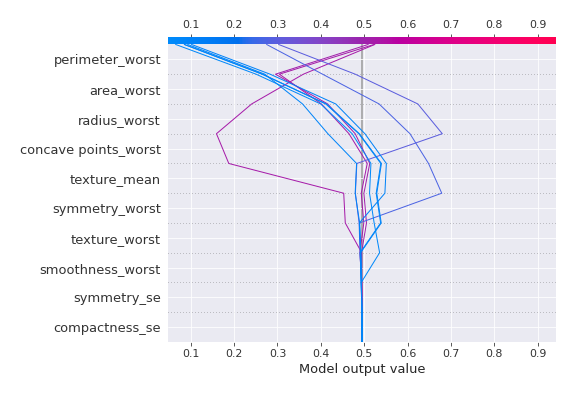 0.1 0.2 0.3 0.4 0.5 0.6 0.7 0.8 0.9
perimeter_worst
area_worst
radius_worst
concave points_worst
texture_mean
symmetry_worst
texture_worst
smoothness_worst
symmetry_se
compactness_se
0.1 0.2 0.3 0.4 0.5 0.6 0.7 0.8 0.9
Model output value